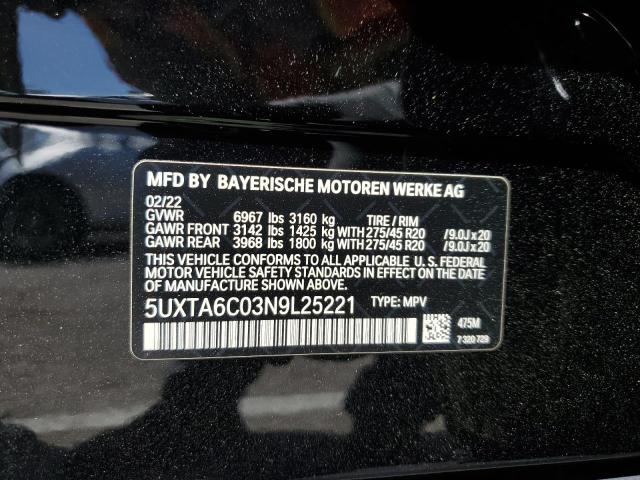 MFD BY BAYERISCHE MOTOREN WERKE AG
02/22
GVWR 6967 lbs 3160 kg TIRE / RIM
GAWR FRONT 3142 lbs 1425 kg WITH 275/45 R20 /9.0J x 20
GAWR REAR 3968 lbs 1800 kg WITH 275/45 R20 /9.0J x 20
THIS VEHICLE CONFORMS TO ALL APPLICABLE U.S. FEDERAL
MOTOR VEHICLE SAFETY STANDARDS IN EFFECT ON THE DATE
OF MANUFACTURE SHOWN ABOVE.
5UXTA6C03N9L25221 TYPE: MPV
475M
7 320 729